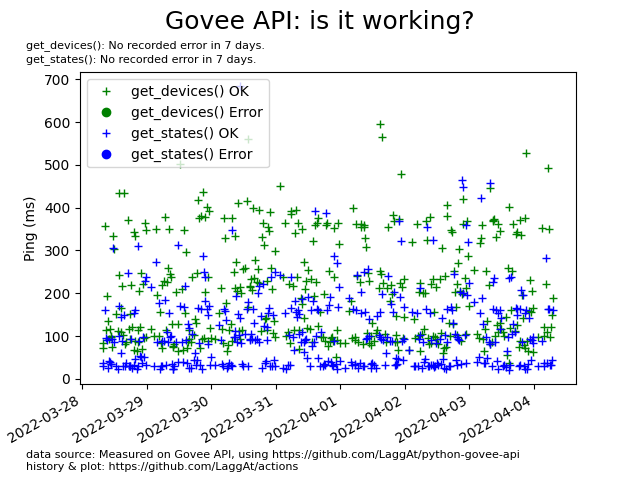 Govee API: is it working?
get_devices(): No recorded error in 7 days.
get_states(): No recorded error in 7 days.
get_devices() OK
get_devices() Error
get_states() OK
get_states() Error
Ping (ms)
700
600
500
400
300
200
100
0
2022-03-28
2022-03-29
2022-03-30
2022-03-31
2022-04-01
2022-04-02
2022-04-03
2022-04-04
data source: Measured on Govee API, using https://github.com/LaggAt/python-govee-api
history & plot: https://github.com/LaggAt/actions